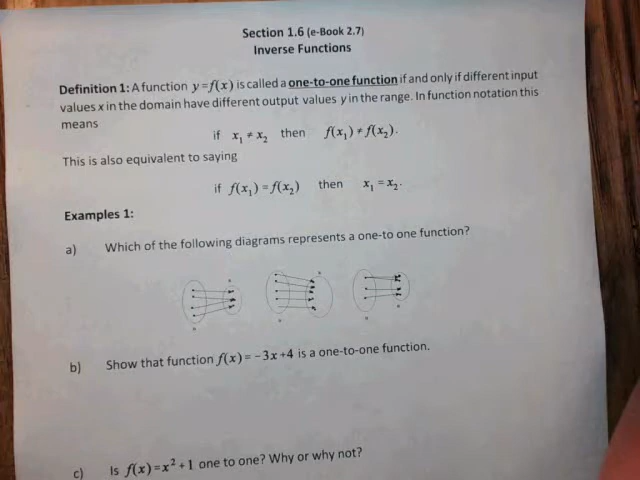 Section 1.6 (e-Book 2.7)
Inverse Functions
Definition 1: A function y=f(x) is called a one-to-one function if and only if different input
values x in the domain have different output values y in the range. In function notation this
means
if x₁ ≠ x₂ then f(x₁) ≠ f(x₂).
This is also equivalent to saying
if f(x₁) = f(x₂) then x₁ = x₂.
Examples 1:
a) Which of the following diagrams represents a one-to one function?
b) Show that function f(x) = -3x+4 is a one-to-one function.
c) Is f(x)=x²+1 one to one? Why or why not?